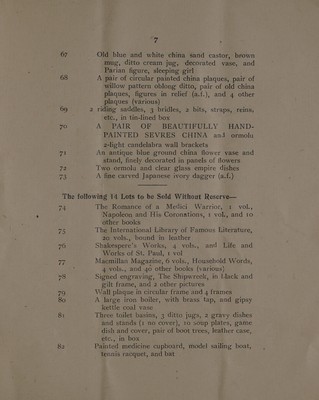 7
67 Old blue and white china sand castor, brown
mug, ditto cream jug, decorated vase, and
Parian figure, sleeping girl
68 A pair of circular painted china plaques, pair of
willow pattern oblong ditto, pair of old china
plaques, figures in relief (a.f.), and 4 other
plaques (various)
69 2 riding saddles, 3 bridles, 2 bits, straps, reins,
etc., in tin-lined box
70 A PAIR OF BEAUTIFULLY HAND-
PAINTED SEVRES CHINA and ormolu
2-light candelabra wall brackets
71 An antique blue ground china flower vase and
stand, finely decorated in panels of flowers
72 Two ormolu and clear glass empire dishes
73 A fine carved Japanese ivory dagger (a.f.)
The following 14 Lots to be Sold Without Reserve—
74 The Romance of a Medici Warrior, 1 vol.,
Napoleon and His Coronations, 1 vol., and 10
other books
75 The International Library of Famous Literature,
20 vols., bound in leather
76 Shakespere's Works, 4 vols., and Life and
Works of St. Paul, 1 vol
77 Macmillan Magazine, 6 vols., Household Words,
4 vols., and 40 other books (various)
78 Signed engraving, The Shipwreck, in black and
gilt frame, and 2 other pictures
79 Wall plaque in circular frame and 4 frames
80 A large iron boiler, with brass tap, and gipsy
kettle coal vase
81 Three toilet basins, 3 ditto jugs, 2 gravy dishes
and stands (1 no cover), 10 soup plates, game
dish and cover, pair of boot trees, leather case,
etc., in box
82 Painted medicine cupboard, model sailing boat,
tennis racquet, and bat